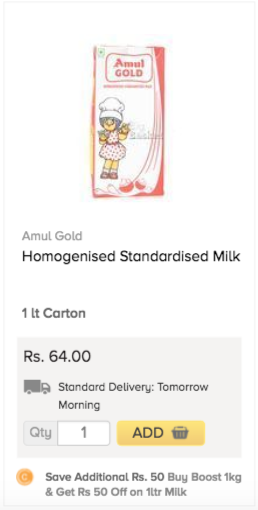 Amul
GOLD
Amul Gold
Homogenised Standardised Milk
1 lt Carton
Rs. 64.00
Standard Delivery: Tomorrow
Morning
Qty 1 ADD
Save Additional Rs. 50 Buy Boost 1kg
& Get Rs 50 Off on 1ltr Milk